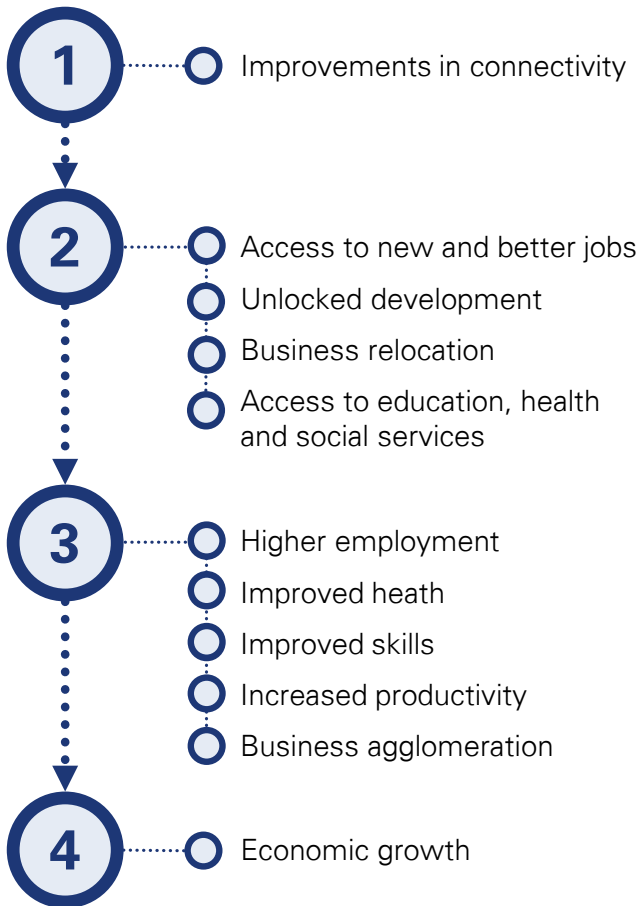 1
Improvements in connectivity
2
Access to new and better jobs
Unlocked development
Business relocation
Access to education, health
and social services
3
Higher employment
Improved heath
Improved skills
Increased productivity
Business agglomeration
4
Economic growth